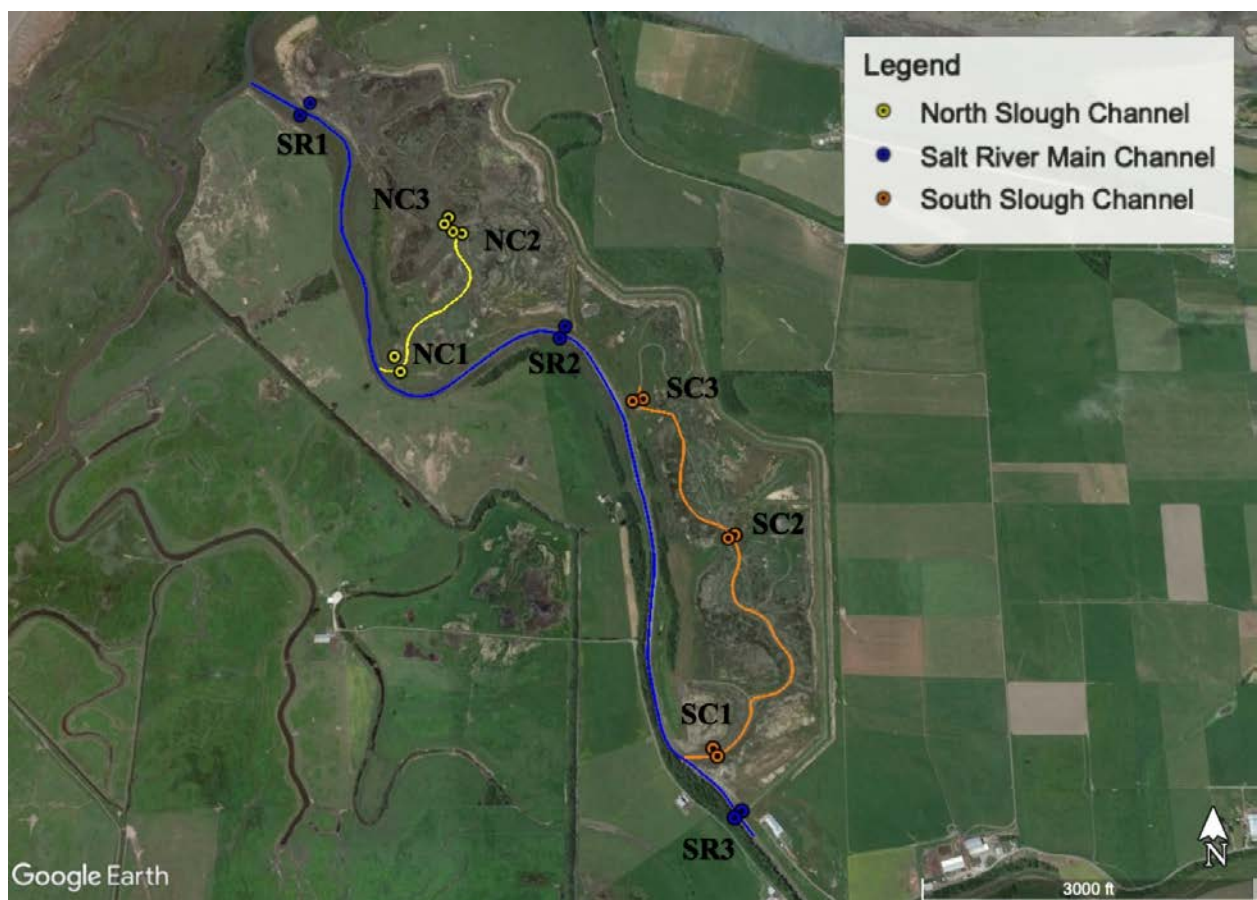 Legend
North Slough Channel
Salt River Main Channel
South Slough Channel
SR1
NC3
NC2
NC1
SR2
SC3
SC2
SC1
SR3
N
Google Earth
3000 ft